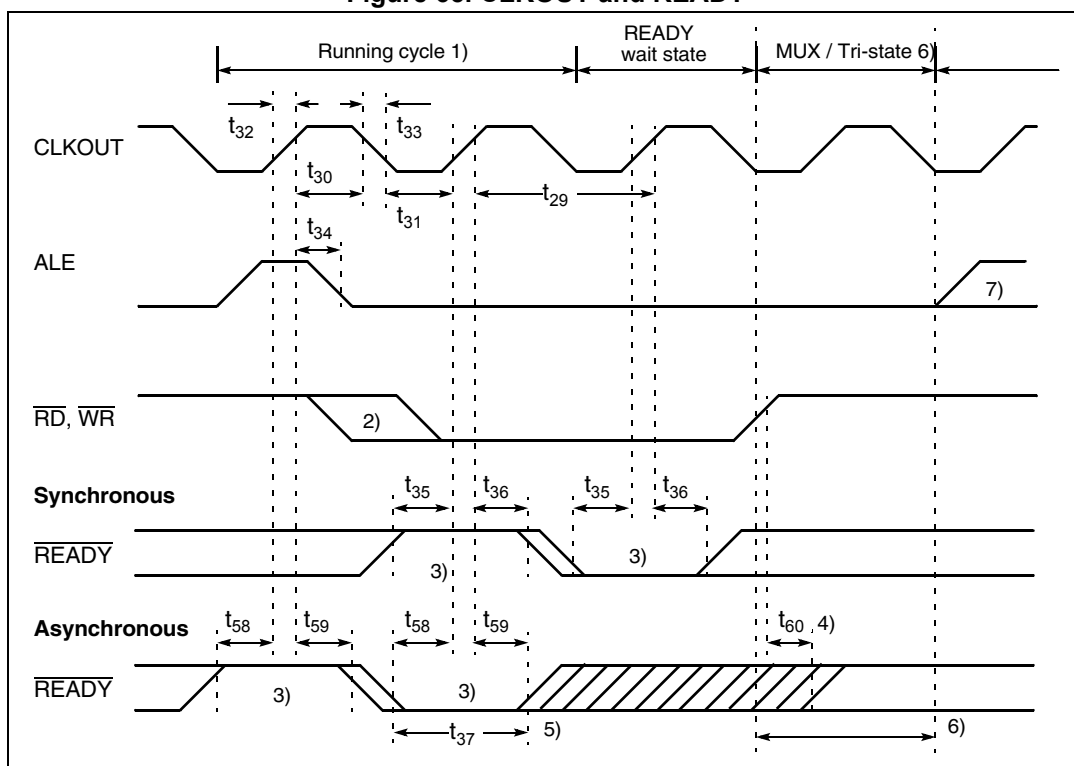 Running cycle 1)
READY
wait state
MUX / Tri-state 6)
CLKOUT
t32
t33
t30
t31
t29
t34
ALE
7)
RD, WR
2)
Synchronous
t35
t36
t35
t36
READY
3)
3)
Asynchronous
t58
t59
t58
t59
t60 4)
READY
3)
3)
t37
5)
6)